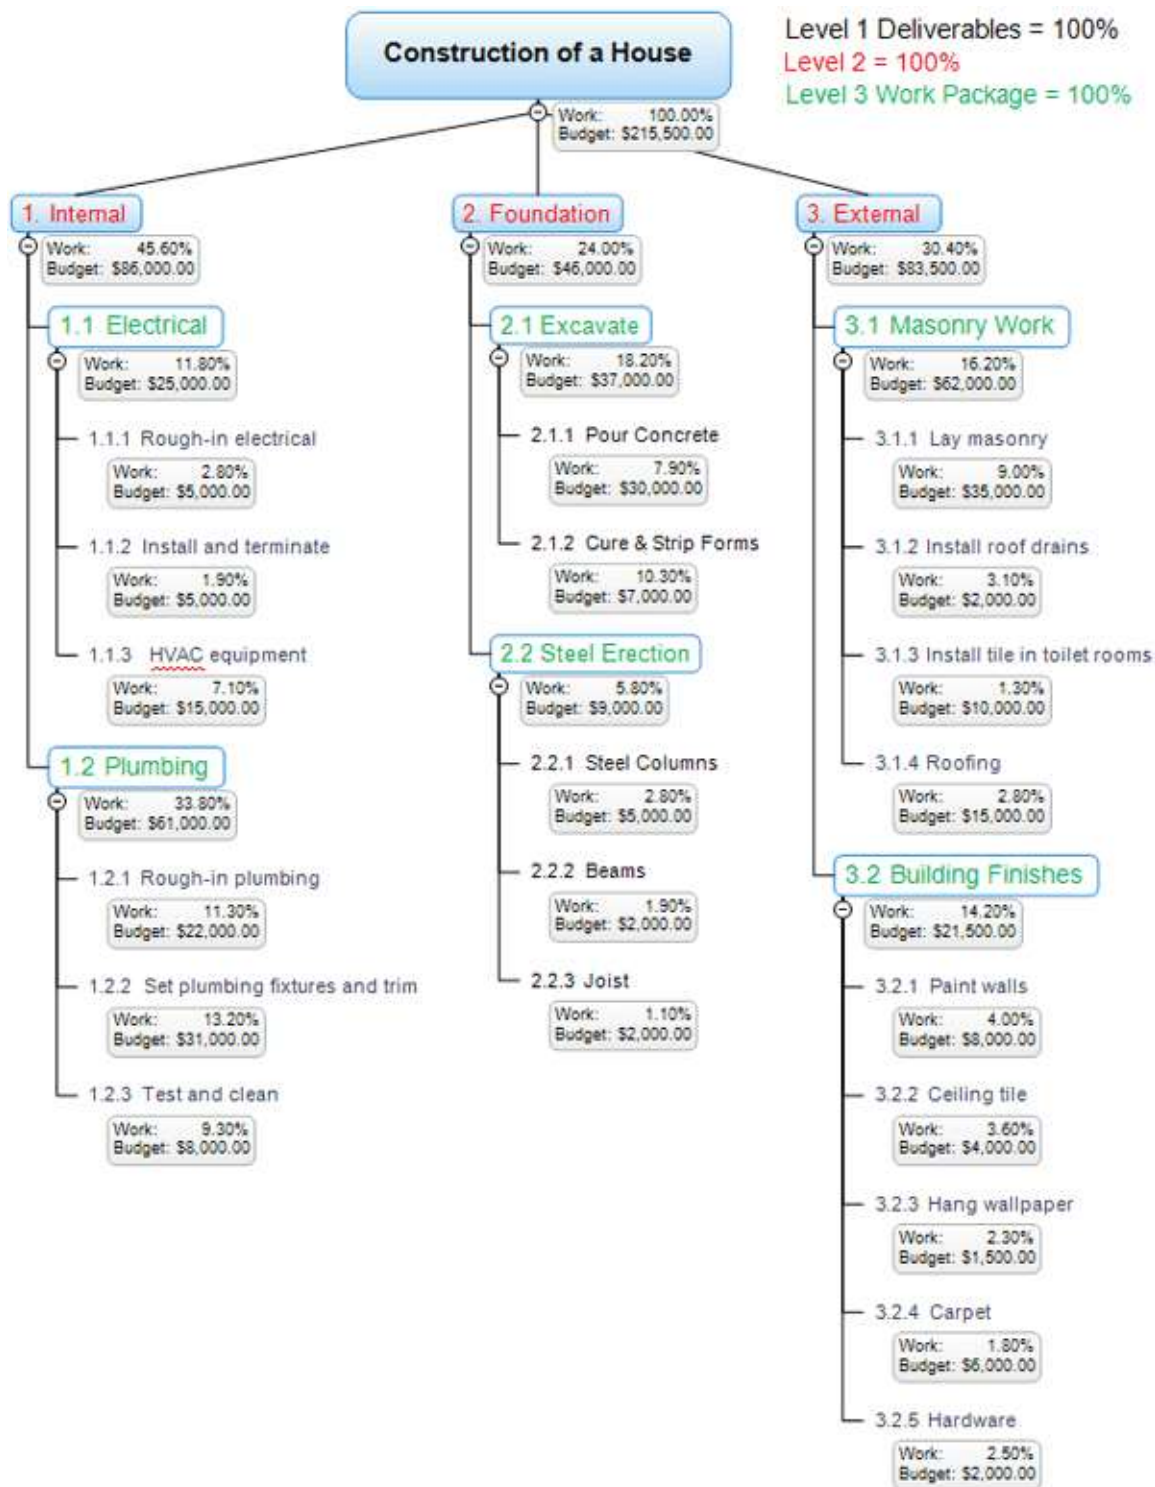 Construction of a House
Level 1 Deliverables = 100%
Level 2 = 100%
Level 3 Work Package = 100%
Work: 100.00%
Budget: $215,500.00
1. Internal
Work: 45.60%
Budget: $86,000.00
1.1 Electrical
Work: 11.80%
Budget: $25,000.00
1.1.1 Rough-in electrical
Work: 2.80%
Budget: $5,000.00
1.1.2 Install and terminate
Work: 1.90%
Budget: $5,000.00
1.1.3 HVAC equipment
Work: 7.10%
Budget: $15,000.00
1.2 Plumbing
Work: 33.80%
Budget: $61,000.00
1.2.1 Rough-in plumbing
Work: 11.30%
Budget: $22,000.00
1.2.2 Set plumbing fixtures and trim
Work: 13.20%
Budget: $31,000.00
1.2.3 Test and clean
Work: 9.30%
Budget: $8,000.00
2. Foundation
Work: 24.00%
Budget: $46,000.00
2.1 Excavate
Work: 18.20%
Budget: $37,000.00
2.1.1 Pour Concrete
Work: 7.90%
Budget: $30,000.00
2.1.2 Cure & Strip Forms
Work: 10.30%
Budget: $7,000.00
2.2 Steel Erection
Work: 5.80%
Budget: $9,000.00
2.2.1 Steel Columns
Work: 2.80%
Budget: $5,000.00
2.2.2 Beams
Work: 1.90%
Budget: $2,000.00
2.2.3 Joist
Work: 1.10%
Budget: $2,000.00
3. External
Work: 30.40%
Budget: $83,500.00
3.1 Masonry Work
Work: 16.20%
Budget: $62,000.00
3.1.1 Lay masonry
Work: 9.00%
Budget: $35,000.00
3.1.2 Install roof drains
Work: 3.10%
Budget: $2,000.00
3.1.3 Install tile in toilet rooms
Work: 1.30%
Budget: $10,000.00
3.1.4 Roofing
Work: 2.80%
Budget: $15,000.00
3.2 Building Finishes
Work: 14.20%
Budget: $21,500.00
3.2.1 Paint walls
Work: 4.00%
Budget: $8,000.00
3.2.2 Ceiling tile
Work: 3.60%
Budget: $4,000.00
3.2.3 Hang wallpaper
Work: 2.30%
Budget: $1,500.00
3.2.4 Carpet
Work: 1.80%
Budget: $6,000.00
3.2.5 Hardware
Work: 2.50%
Budget: $2,000.00